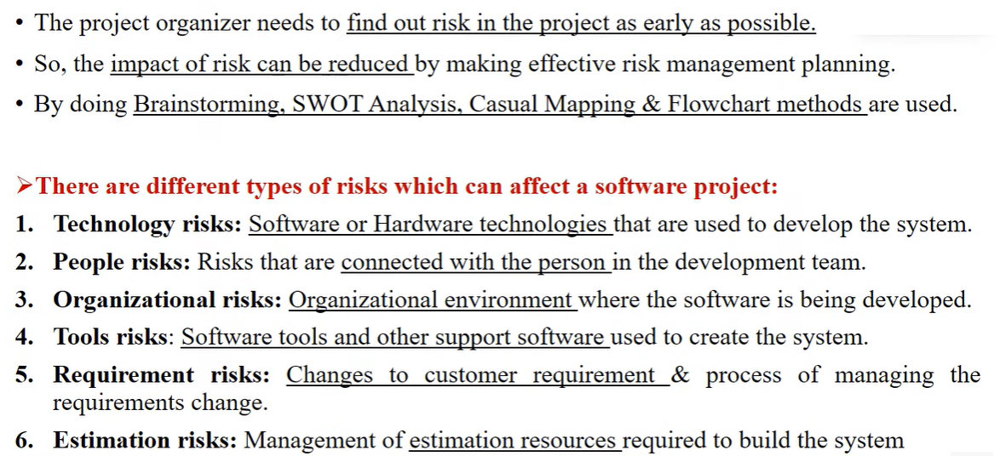 • The project organizer needs to find out risk in the project as early as possible.
• So, the impact of risk can be reduced by making effective risk management planning.
• By doing Brainstorming, SWOT Analysis, Casual Mapping & Flowchart methods are used.
➢There are different types of risks which can affect a software project:
1. Technology risks: Software or Hardware technologies that are used to develop the system.
2. People risks: Risks that are connected with the person in the development team.
3. Organizational risks: Organizational environment where the software is being developed.
4. Tools risks: Software tools and other support software used to create the system.
5. Requirement risks: Changes to customer requirement & process of managing the
requirements change.
6. Estimation risks: Management of estimation resources required to build the system